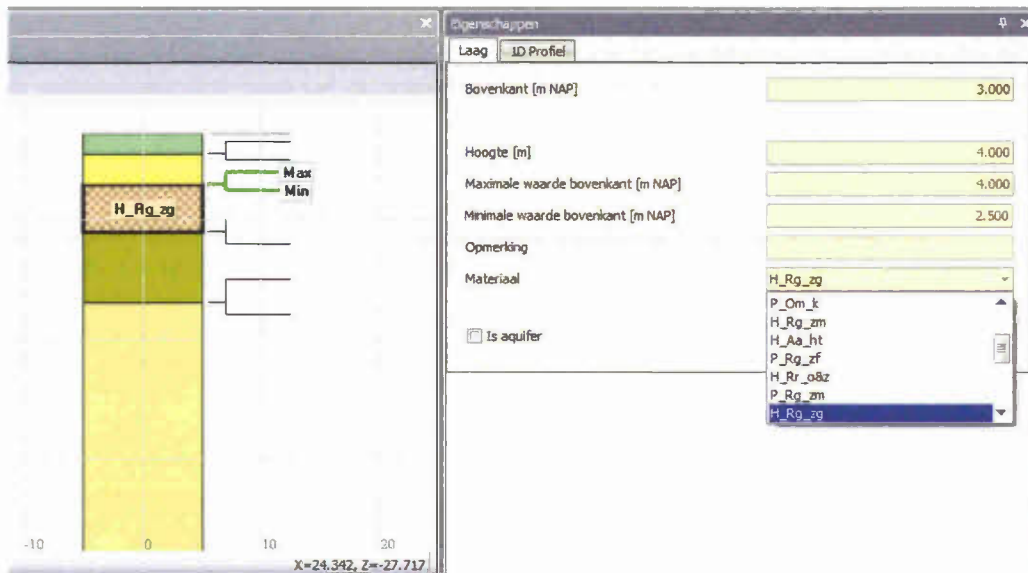 Max
Min
H_Rg_zg
-10 0 10 20
X=24.342, Z=-27.717
Eigenschappen
Laag 1D Profiel
Bovenkant [m NAP] 3.000
Hoogte [m] 4.000
Maximale waarde bovenkant [m NAP] 4.000
Minimale waarde bovenkant [m NAP] 2.500
Opmerking
Materiaal H_Rg_zg
P_Om_k
H_Rg_zm
H_Aa_ht
P_Rg_zf
H_Rr_o&z
P_Rg_zm
H_Rg_zg
Is aquifer